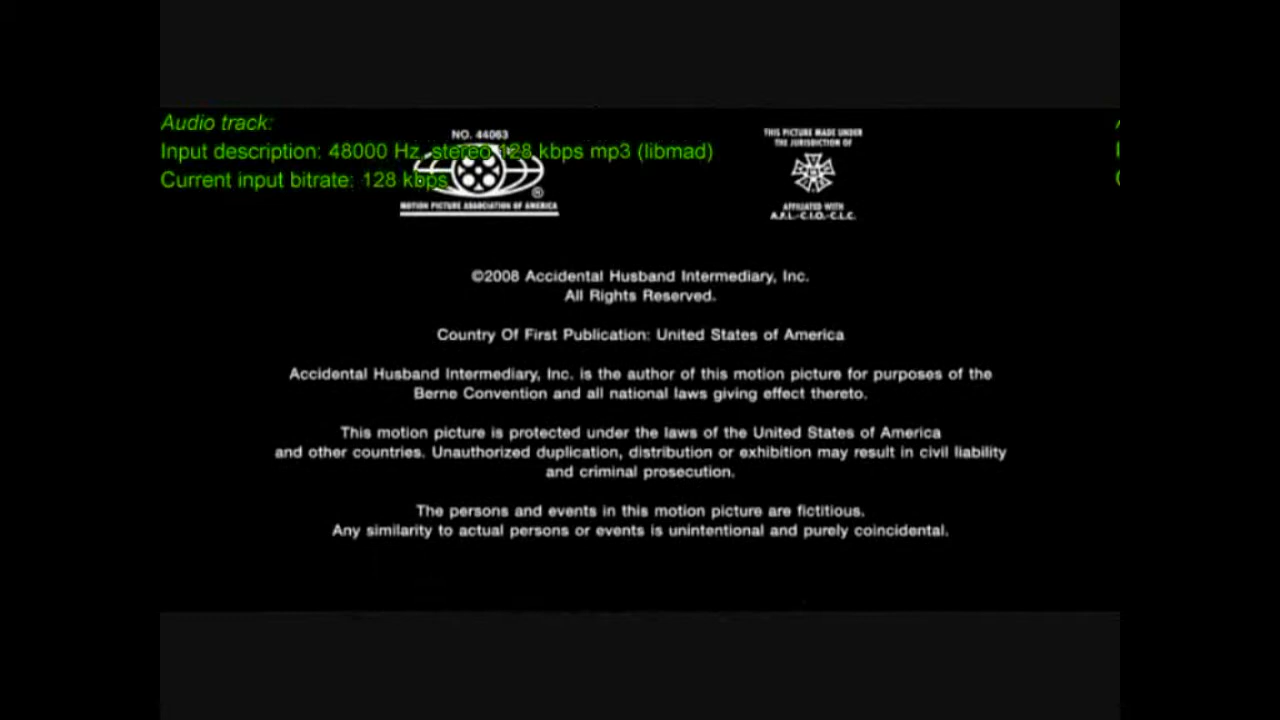 Audio track:
NO. 44063
Input description: 48000 Hz, stereo 128 kbps mp3 (libmad)
Current input bitrate: 128 kbps
®
MOTION PICTURE ASSOCIATION OF AMERICA
THIS PICTURE MADE UNDER
THE JURISDICTION OF
AFFILIATED WITH
A.F.L.-C.I.O.-C.L.C.
©2008 Accidental Husband Intermediary, Inc.
All Rights Reserved.
Country Of First Publication: United States of America
Accidental Husband Intermediary, Inc. is the author of this motion picture for purposes of the
Berne Convention and all national laws giving effect thereto.
This motion picture is protected under the laws of the United States of America
and other countries. Unauthorized duplication, distribution or exhibition may result in civil liability
and criminal prosecution.
The persons and events in this motion picture are fictitious.
Any similarity to actual persons or events is unintentional and purely coincidental.